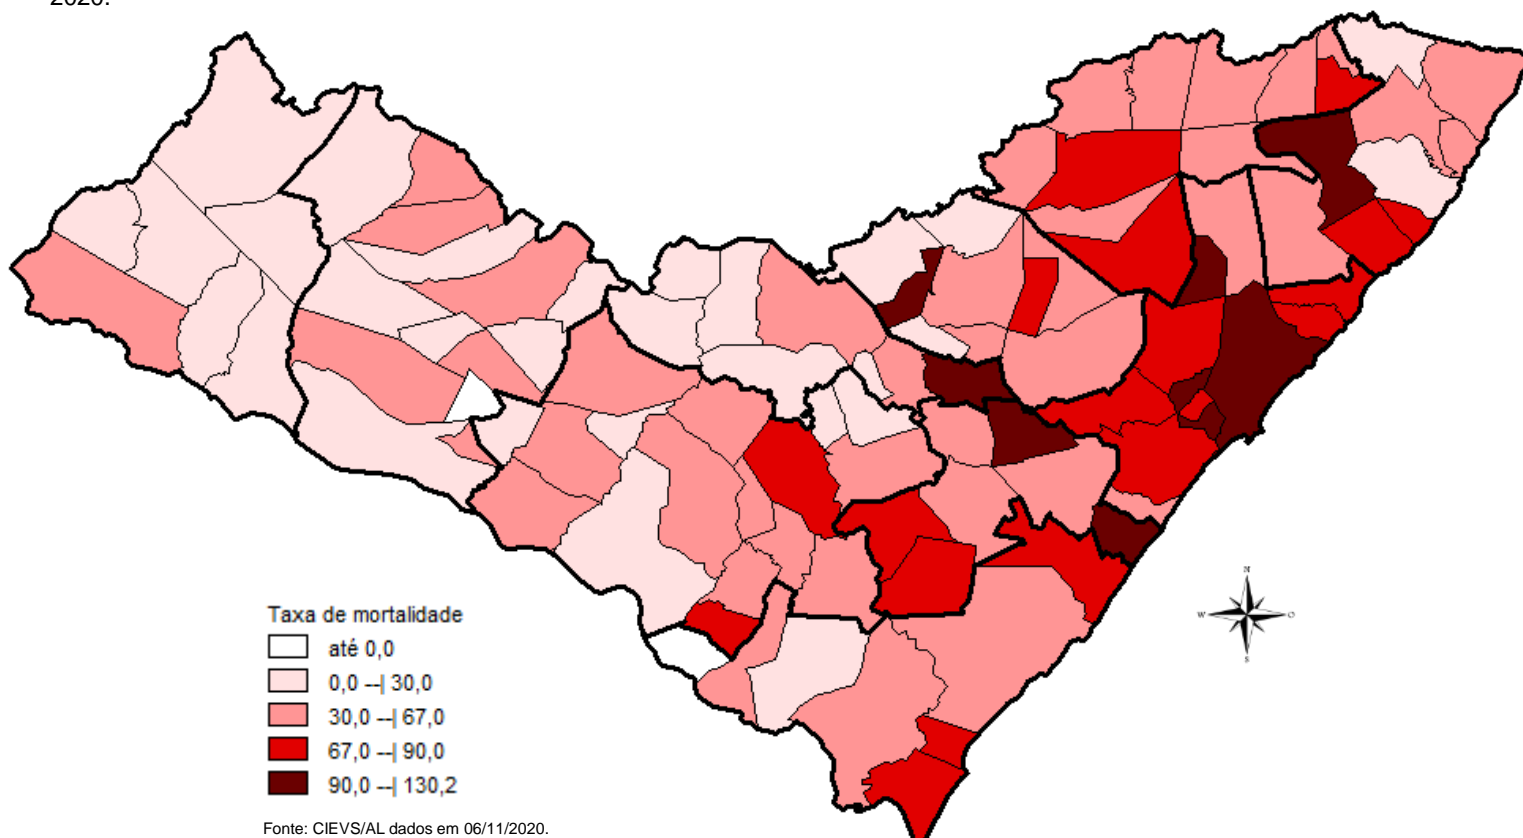 2020.
Taxa de mortalidade
até 0,0
0,0 --| 30,0
30,0 --| 67,0
67,0 --| 90,0
90,0 --| 130,2
Fonte: CIEVS/AL dados em 06/11/2020.
N
W
O
S